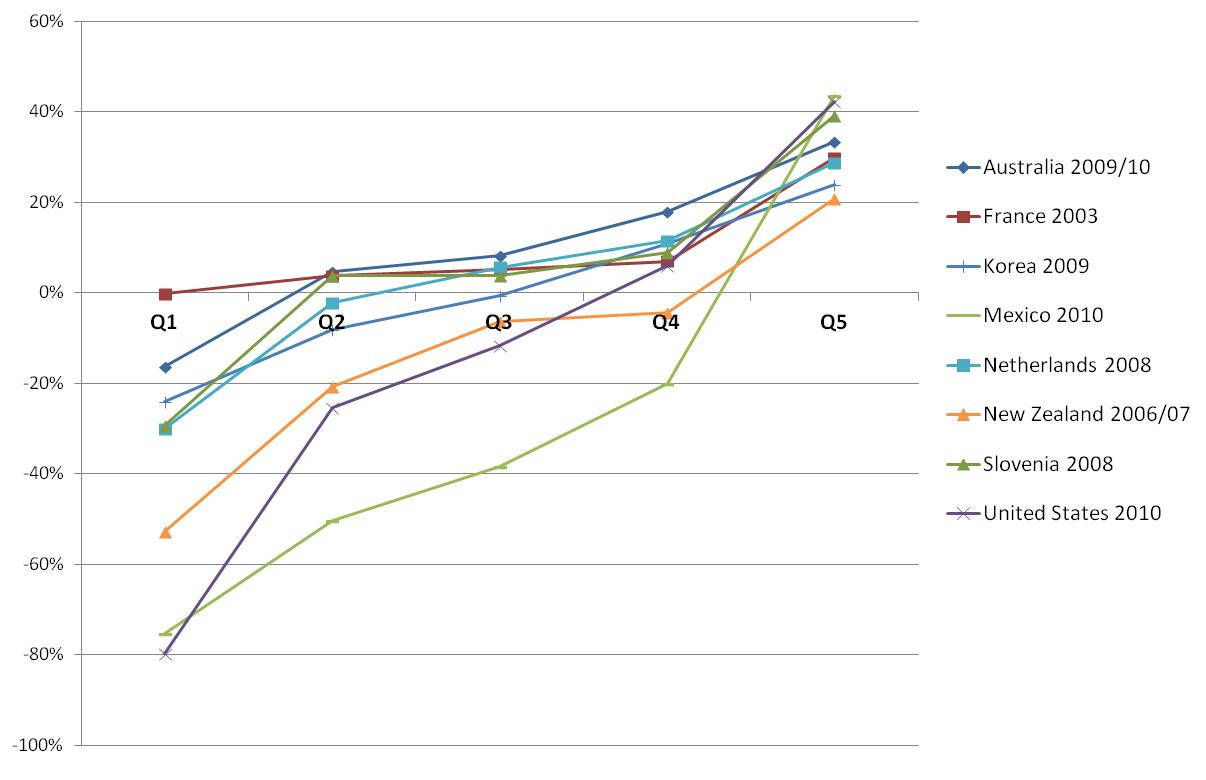 60%
40%
20%
0%
-20%
-40%
-60%
-80%
-100%
Q1
Q2
Q3
Q4
Q5
Australia 2009/10
France 2003
Korea 2009
Mexico 2010
Netherlands 2008
New Zealand 2006/07
Slovenia 2008
United States 2010